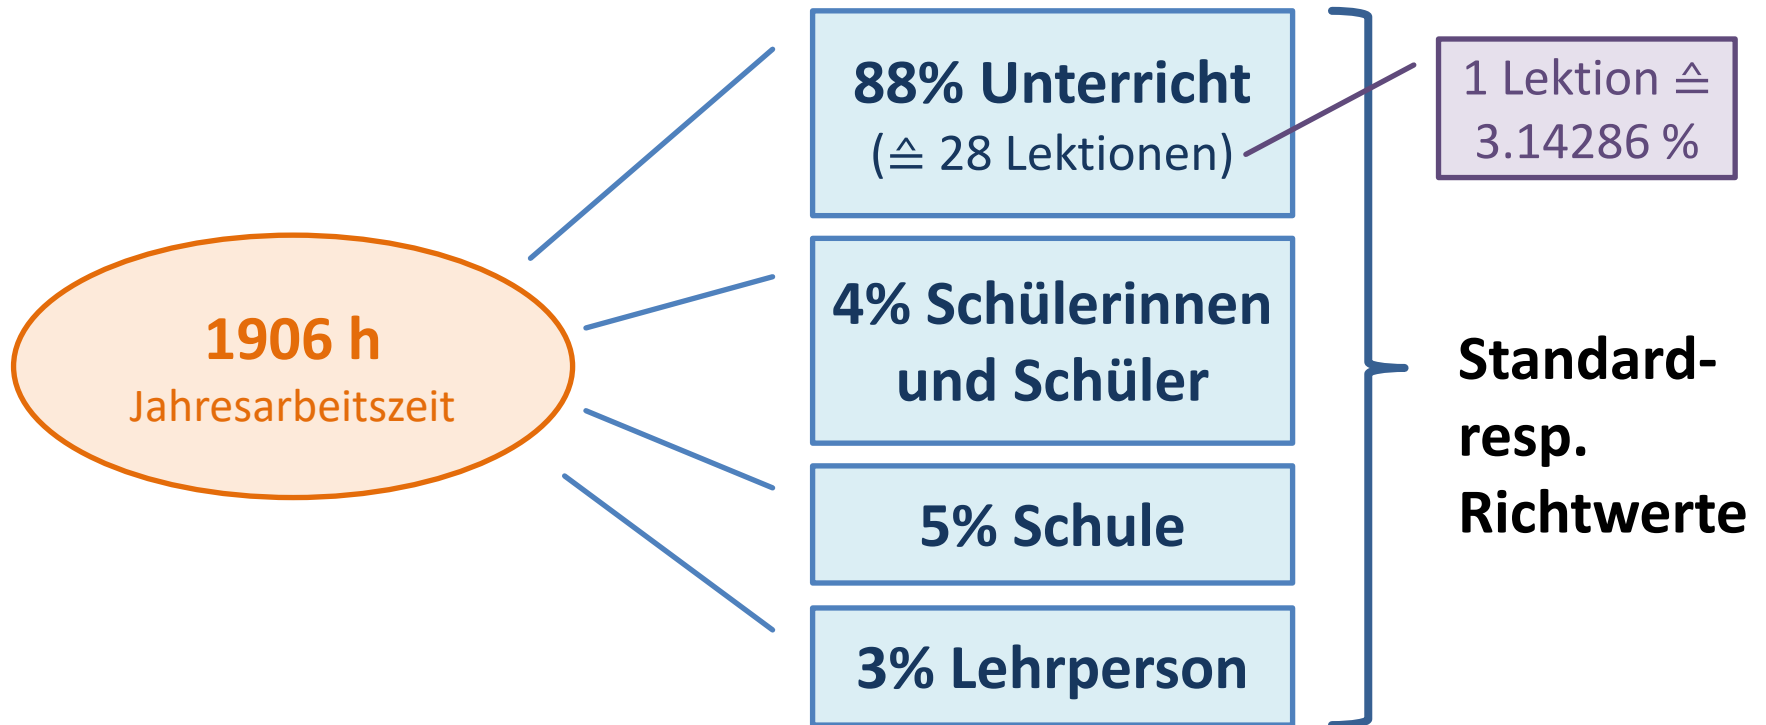 88% Unterricht
(≙ 28 Lektionen)
1 Lektion ≙
3.14286 %
4% Schülerinnen
und Schüler
1906 h
Jahresarbeitszeit
Standard-
resp.
Richtwerte
5% Schule
3% Lehrperson